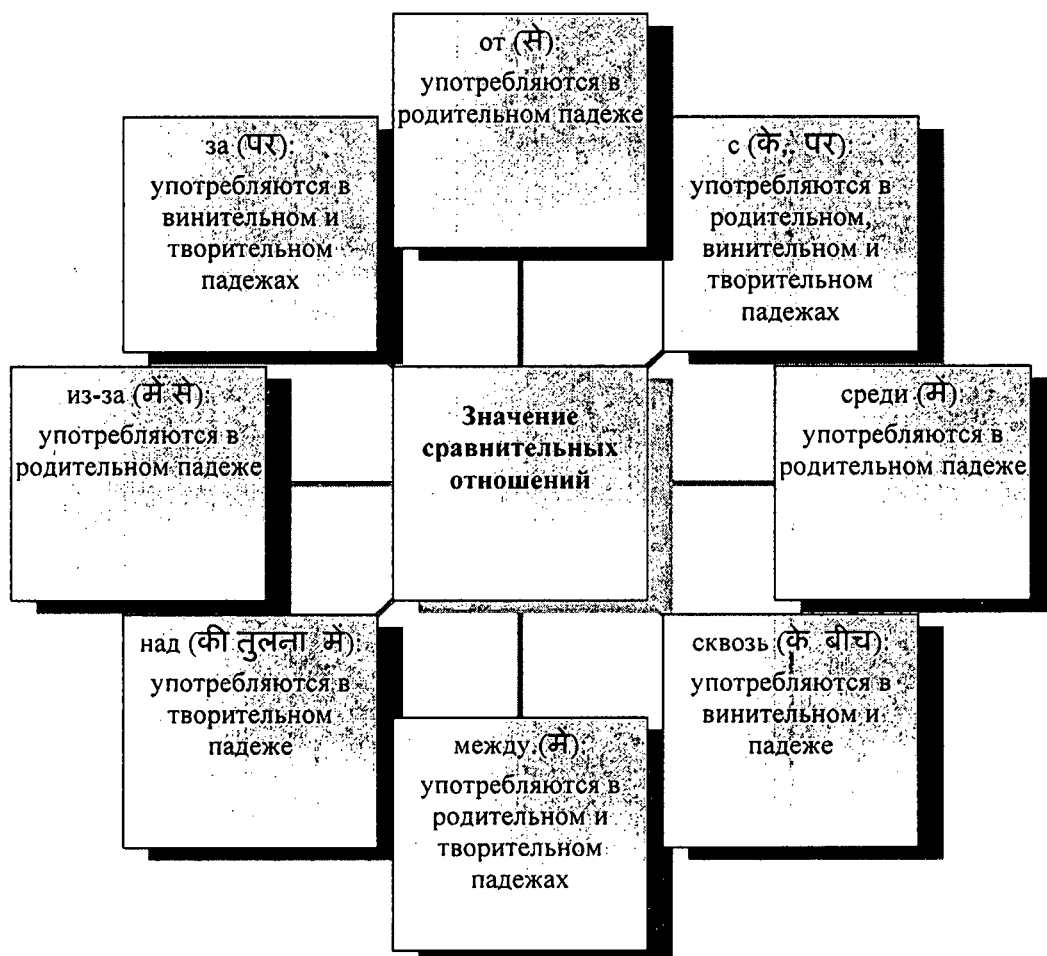 от (से):
употребляются в
родительном падеже
за (पर):
употребляются в
винительном и
творительном
падежах
с (के, पर):
употребляются в
родительном,
винительном и
творительном
падежах
из-за (में से):
употребляются в
родительном падеже
Значение
сравнительных
отношений
среди (में):
употребляются в
родительном падеже
над (की तुलना में):
употребляются в
творительном
падеже
сквозь (के बीच):
употребляются в
винительном и
падеже
между (में):
употребляются в
родительном и
творительном
падежах